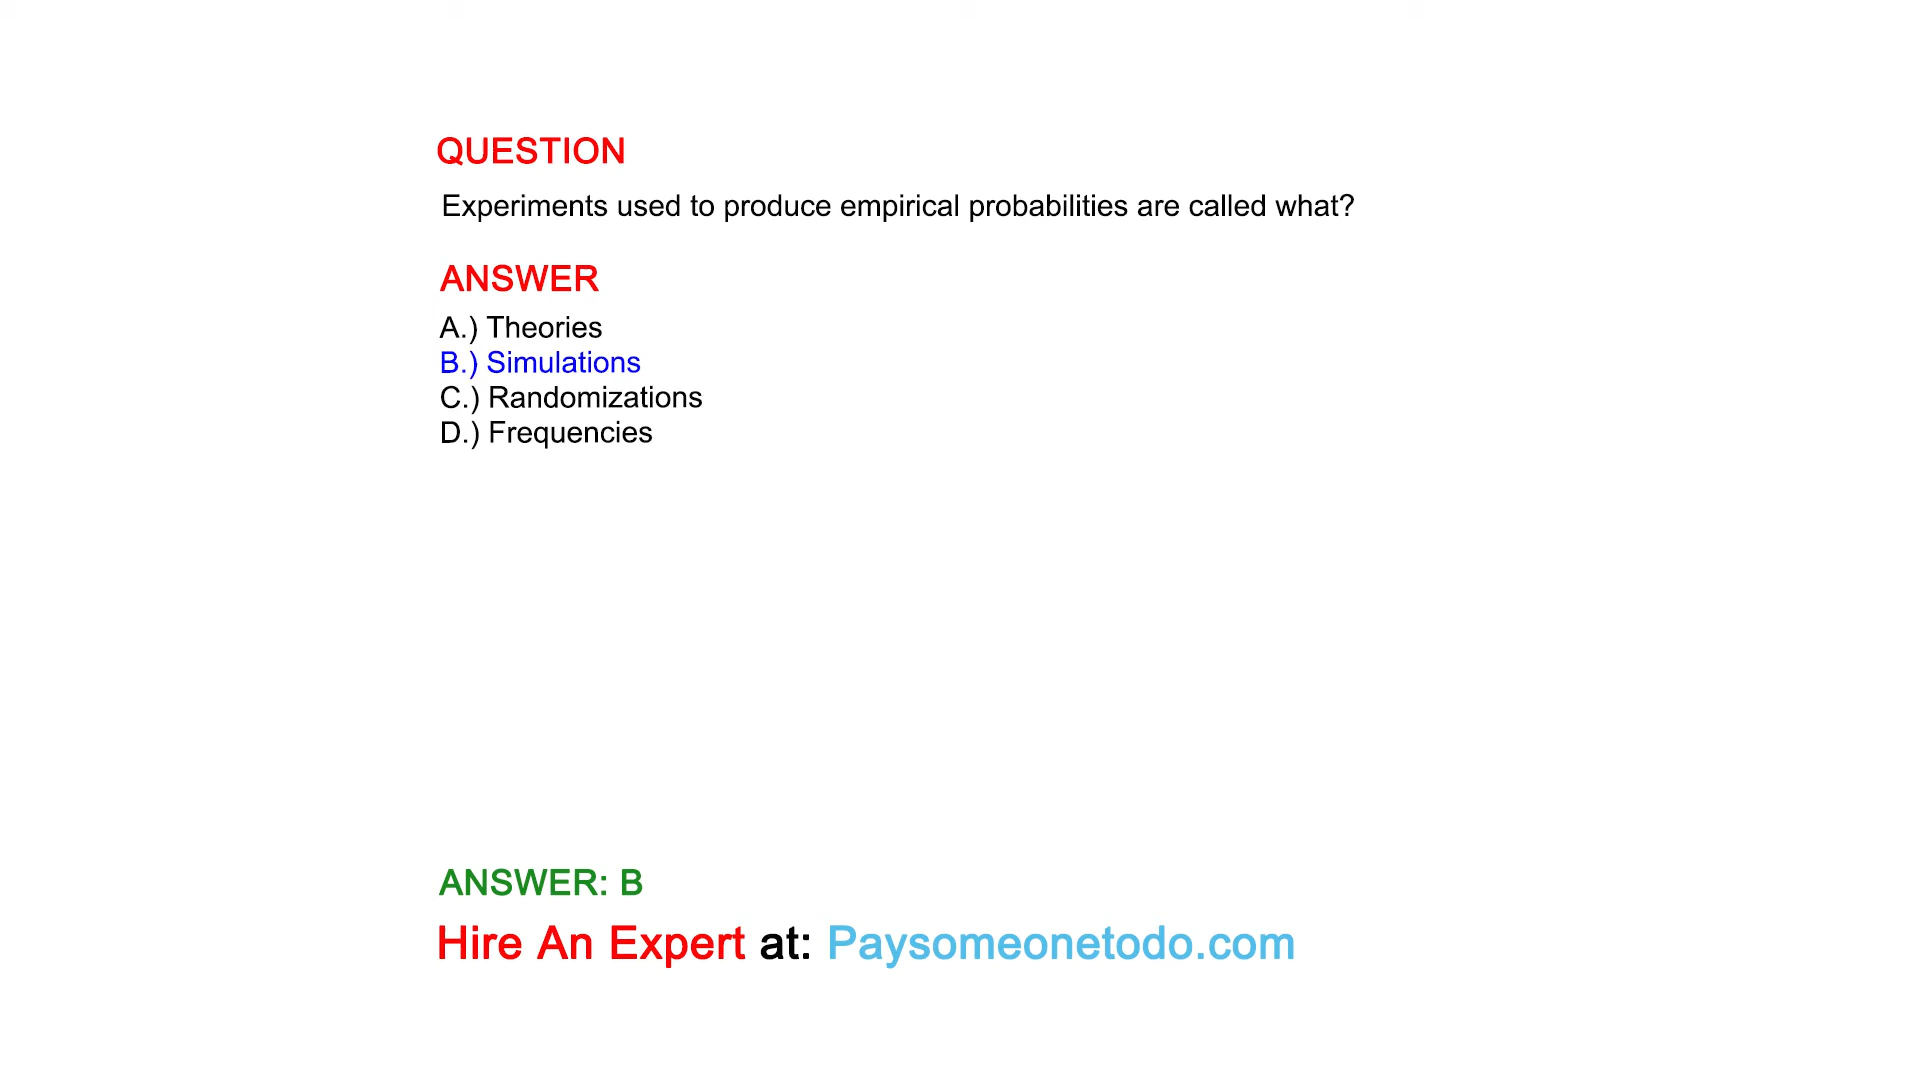 QUESTION
Experiments used to produce empirical probabilities are called what?
ANSWER
A.) Theories
B.) Simulations
C.) Randomizations
D.) Frequencies
ANSWER: B
Hire An Expert at: Paysomeonetodo.com